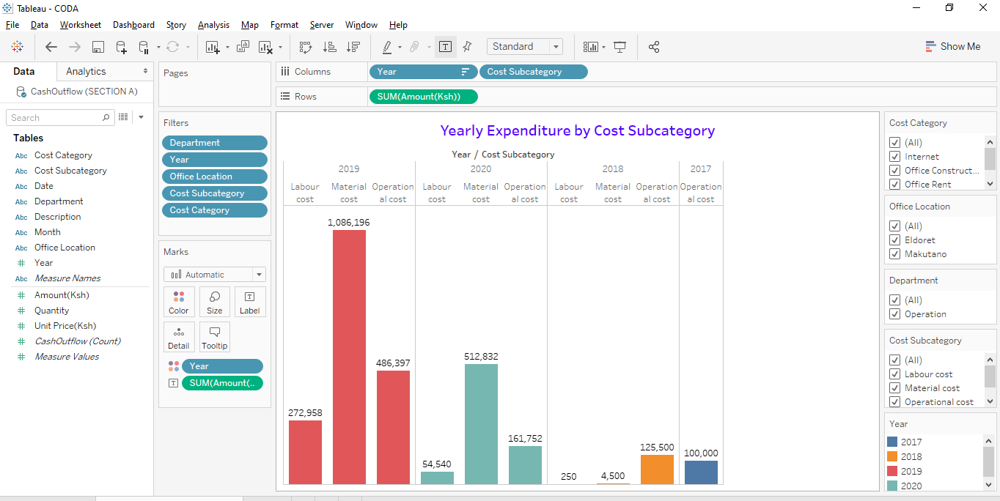 Tableau - CODA
File Data Worksheet Dashboard Story Analysis Map Format Server Window Help
Standard
Show Me
Data Analytics
CashOutflow (SECTION A)
Search
Tables
Abc Cost Category
Abc Cost Subcategory
Abc Date
Abc Department
Abc Description
Abc Month
Abc Office Location
# Year
Abc Measure Names
# Amount(Ksh)
# Quantity
# Unit Price(Ksh)
# CashOutflow (Count)
# Measure Values
Pages
Filters
Department
Year
Office Location
Cost Subcategory
Cost Category
Marks
Automatic
Color Size Label
Detail Tooltip
Year
SUM(Amount(..
Columns Year Cost Subcategory
Rows SUM(Amount(Ksh))
Yearly Expenditure by Cost Subcategory
Year / Cost Subcategory
2019 2020 2018 2017
Labour Material Operation Labour Material Operation Labour Material Operation Operation
cost cost al cost cost cost al cost cost cost al cost al cost
1,086,196
486,397
512,832
272,958
161,752
125,500
100,000
54,540
250
4,500
Cost Category
(All)
Internet
Office Construct...
Office Rent
Office Location
(All)
Eldoret
Makutano
Department
(All)
Operation
Cost Subcategory
(All)
Labour cost
Material cost
Operational cost
Year
2017
2018
2019
2020